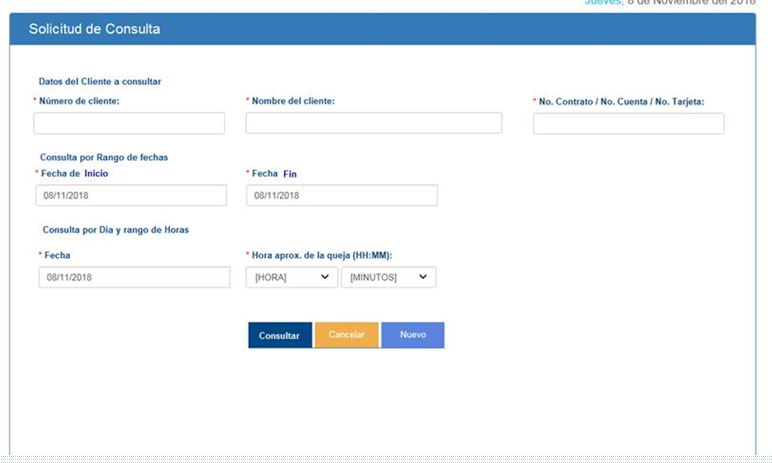 Jueves, 8 de Noviembre del 2018
Solicitud de Consulta
Datos del Cliente a consultar
* Número de cliente: * Nombre del cliente: * No. Contrato / No. Cuenta / No. Tarjeta:
Consulta por Rango de fechas
* Fecha de Inicio * Fecha Fin
08/11/2018 08/11/2018
Consulta por Dia y rango de Horas
* Fecha * Hora aprox. de la queja (HH:MM):
08/11/2018 [HORA] [MINUTOS]
Consultar Cancelar Nuevo